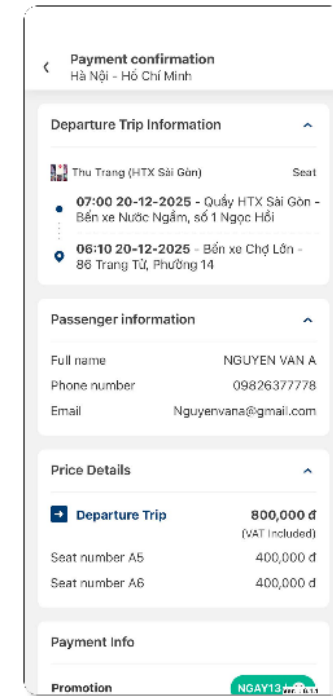 Payment confirmation
Hà Nội - Hồ Chí Minh
Departure Trip Information
Thu Trang (HTX Sài Gòn) Seat
07:00 20-12-2025 - Quầy HTX Sài Gòn -
Bến xe Nước Ngầm, số 1 Ngọc Hồi
06:10 20-12-2025 - Bến xe Chợ Lớn -
86 Trang Tử, Phường 14
Passenger information
Full name NGUYEN VAN A
Phone number 09826377778
Email Nguyenvana@gmail.com
Price Details
Departure Trip 800,000 đ
(VAT Included)
Seat number A5 400,000 đ
Seat number A6 400,000 đ
Payment Info
Promotion NGAY13